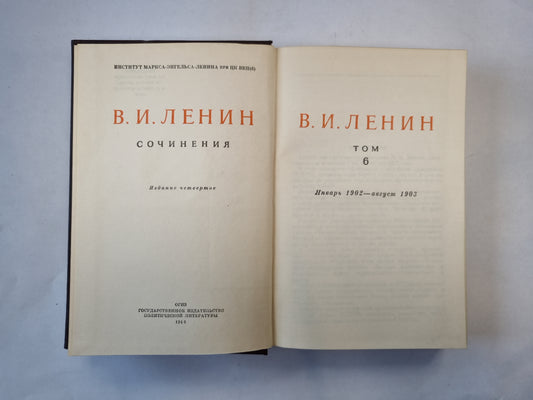 ИНСТИТУТ МАРКСА-ЭНГЕЛЬСА-ЛЕНИНА ПРИ ЦК ВКП(б)
В. И. ЛЕНИН
СОЧИНЕНИЯ
Издание четвертое
ОГИЗ
ГОСУДАРСТВЕННОЕ ИЗДАТЕЛЬСТВО
ПОЛИТИЧЕСКОЙ ЛИТЕРАТУРЫ
В. И. ЛЕНИН
ТОМ
6
Январь 1902—август 1903